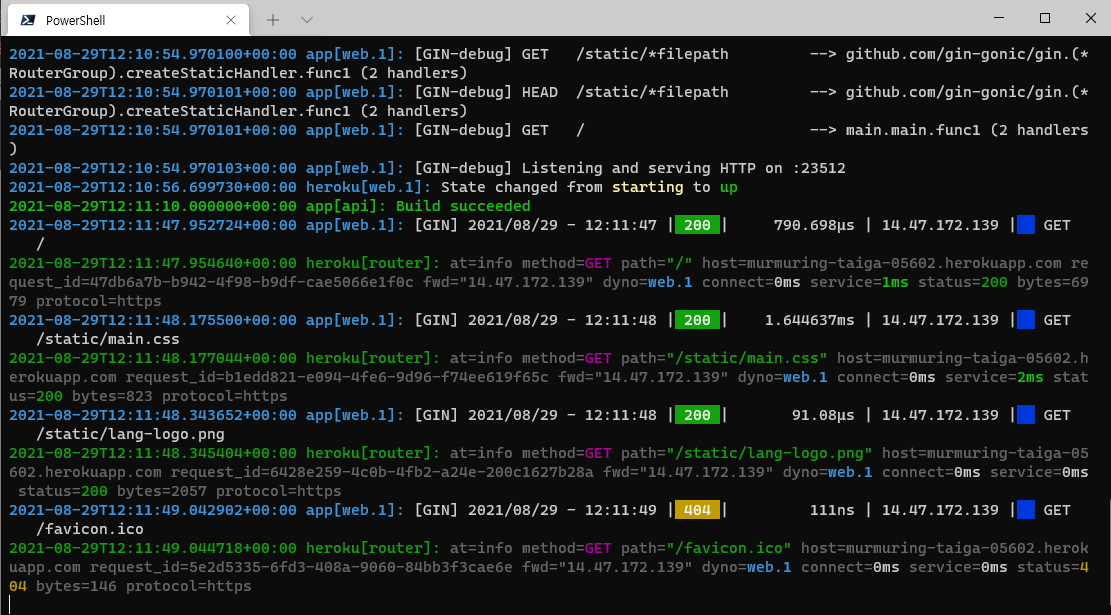 PowerShell
2021-08-29T12:10:54.970100+00:00 app[web.1]: [GIN-debug] GET   /static/*filepath         --> github.com/gin-gonic/gin.(*
RouterGroup).createStaticHandler.func1 (2 handlers)
2021-08-29T12:10:54.970101+00:00 app[web.1]: [GIN-debug] HEAD  /static/*filepath         --> github.com/gin-gonic/gin.(*
RouterGroup).createStaticHandler.func1 (2 handlers)
2021-08-29T12:10:54.970101+00:00 app[web.1]: [GIN-debug] GET   /                         --> main.main.func1 (2 handlers
)
2021-08-29T12:10:54.970103+00:00 app[web.1]: [GIN-debug] Listening and serving HTTP on :23512
2021-08-29T12:10:56.699730+00:00 heroku[web.1]: State changed from starting to up
2021-08-29T12:11:10.000000+00:00 app[api]: Build succeeded
2021-08-29T12:11:47.952724+00:00 app[web.1]: [GIN] 2021/08/29 - 12:11:47 | 200 |     790.698µs | 14.47.172.139 | GET
/
2021-08-29T12:11:47.954640+00:00 heroku[router]: at=info method=GET path="/" host=murmuring-taiga-05602.herokuapp.com re
quest_id=47db6a7b-b942-4f98-b9df-cae5066e1f0c fwd="14.47.172.139" dyno=web.1 connect=0ms service=1ms status=200 bytes=69
79 protocol=https
2021-08-29T12:11:48.175500+00:00 app[web.1]: [GIN] 2021/08/29 - 12:11:48 | 200 |    1.644637ms | 14.47.172.139 | GET
/static/main.css
2021-08-29T12:11:48.177044+00:00 heroku[router]: at=info method=GET path="/static/main.css" host=murmuring-taiga-05602.h
erokuapp.com request_id=b1edd821-e094-4fe6-9d96-f74ee619f65c fwd="14.47.172.139" dyno=web.1 connect=0ms service=2ms stat
us=200 bytes=823 protocol=https
2021-08-29T12:11:48.343652+00:00 app[web.1]: [GIN] 2021/08/29 - 12:11:48 | 200 |       91.08µs | 14.47.172.139 | GET
/static/lang-logo.png
2021-08-29T12:11:48.345404+00:00 heroku[router]: at=info method=GET path="/static/lang-logo.png" host=murmuring-taiga-05
602.herokuapp.com request_id=6428e259-4c0b-4fb2-a24e-200c1627b28a fwd="14.47.172.139" dyno=web.1 connect=0ms service=0ms
status=200 bytes=2057 protocol=https
2021-08-29T12:11:49.042902+00:00 app[web.1]: [GIN] 2021/08/29 - 12:11:49 | 404 |         111ns | 14.47.172.139 | GET
/favicon.ico
2021-08-29T12:11:49.044718+00:00 heroku[router]: at=info method=GET path="/favicon.ico" host=murmuring-taiga-05602.herok
uapp.com request_id=5e2d5335-6fd3-408a-9060-84bb3f3cae6e fwd="14.47.172.139" dyno=web.1 connect=0ms service=0ms status=4
04 bytes=146 protocol=https